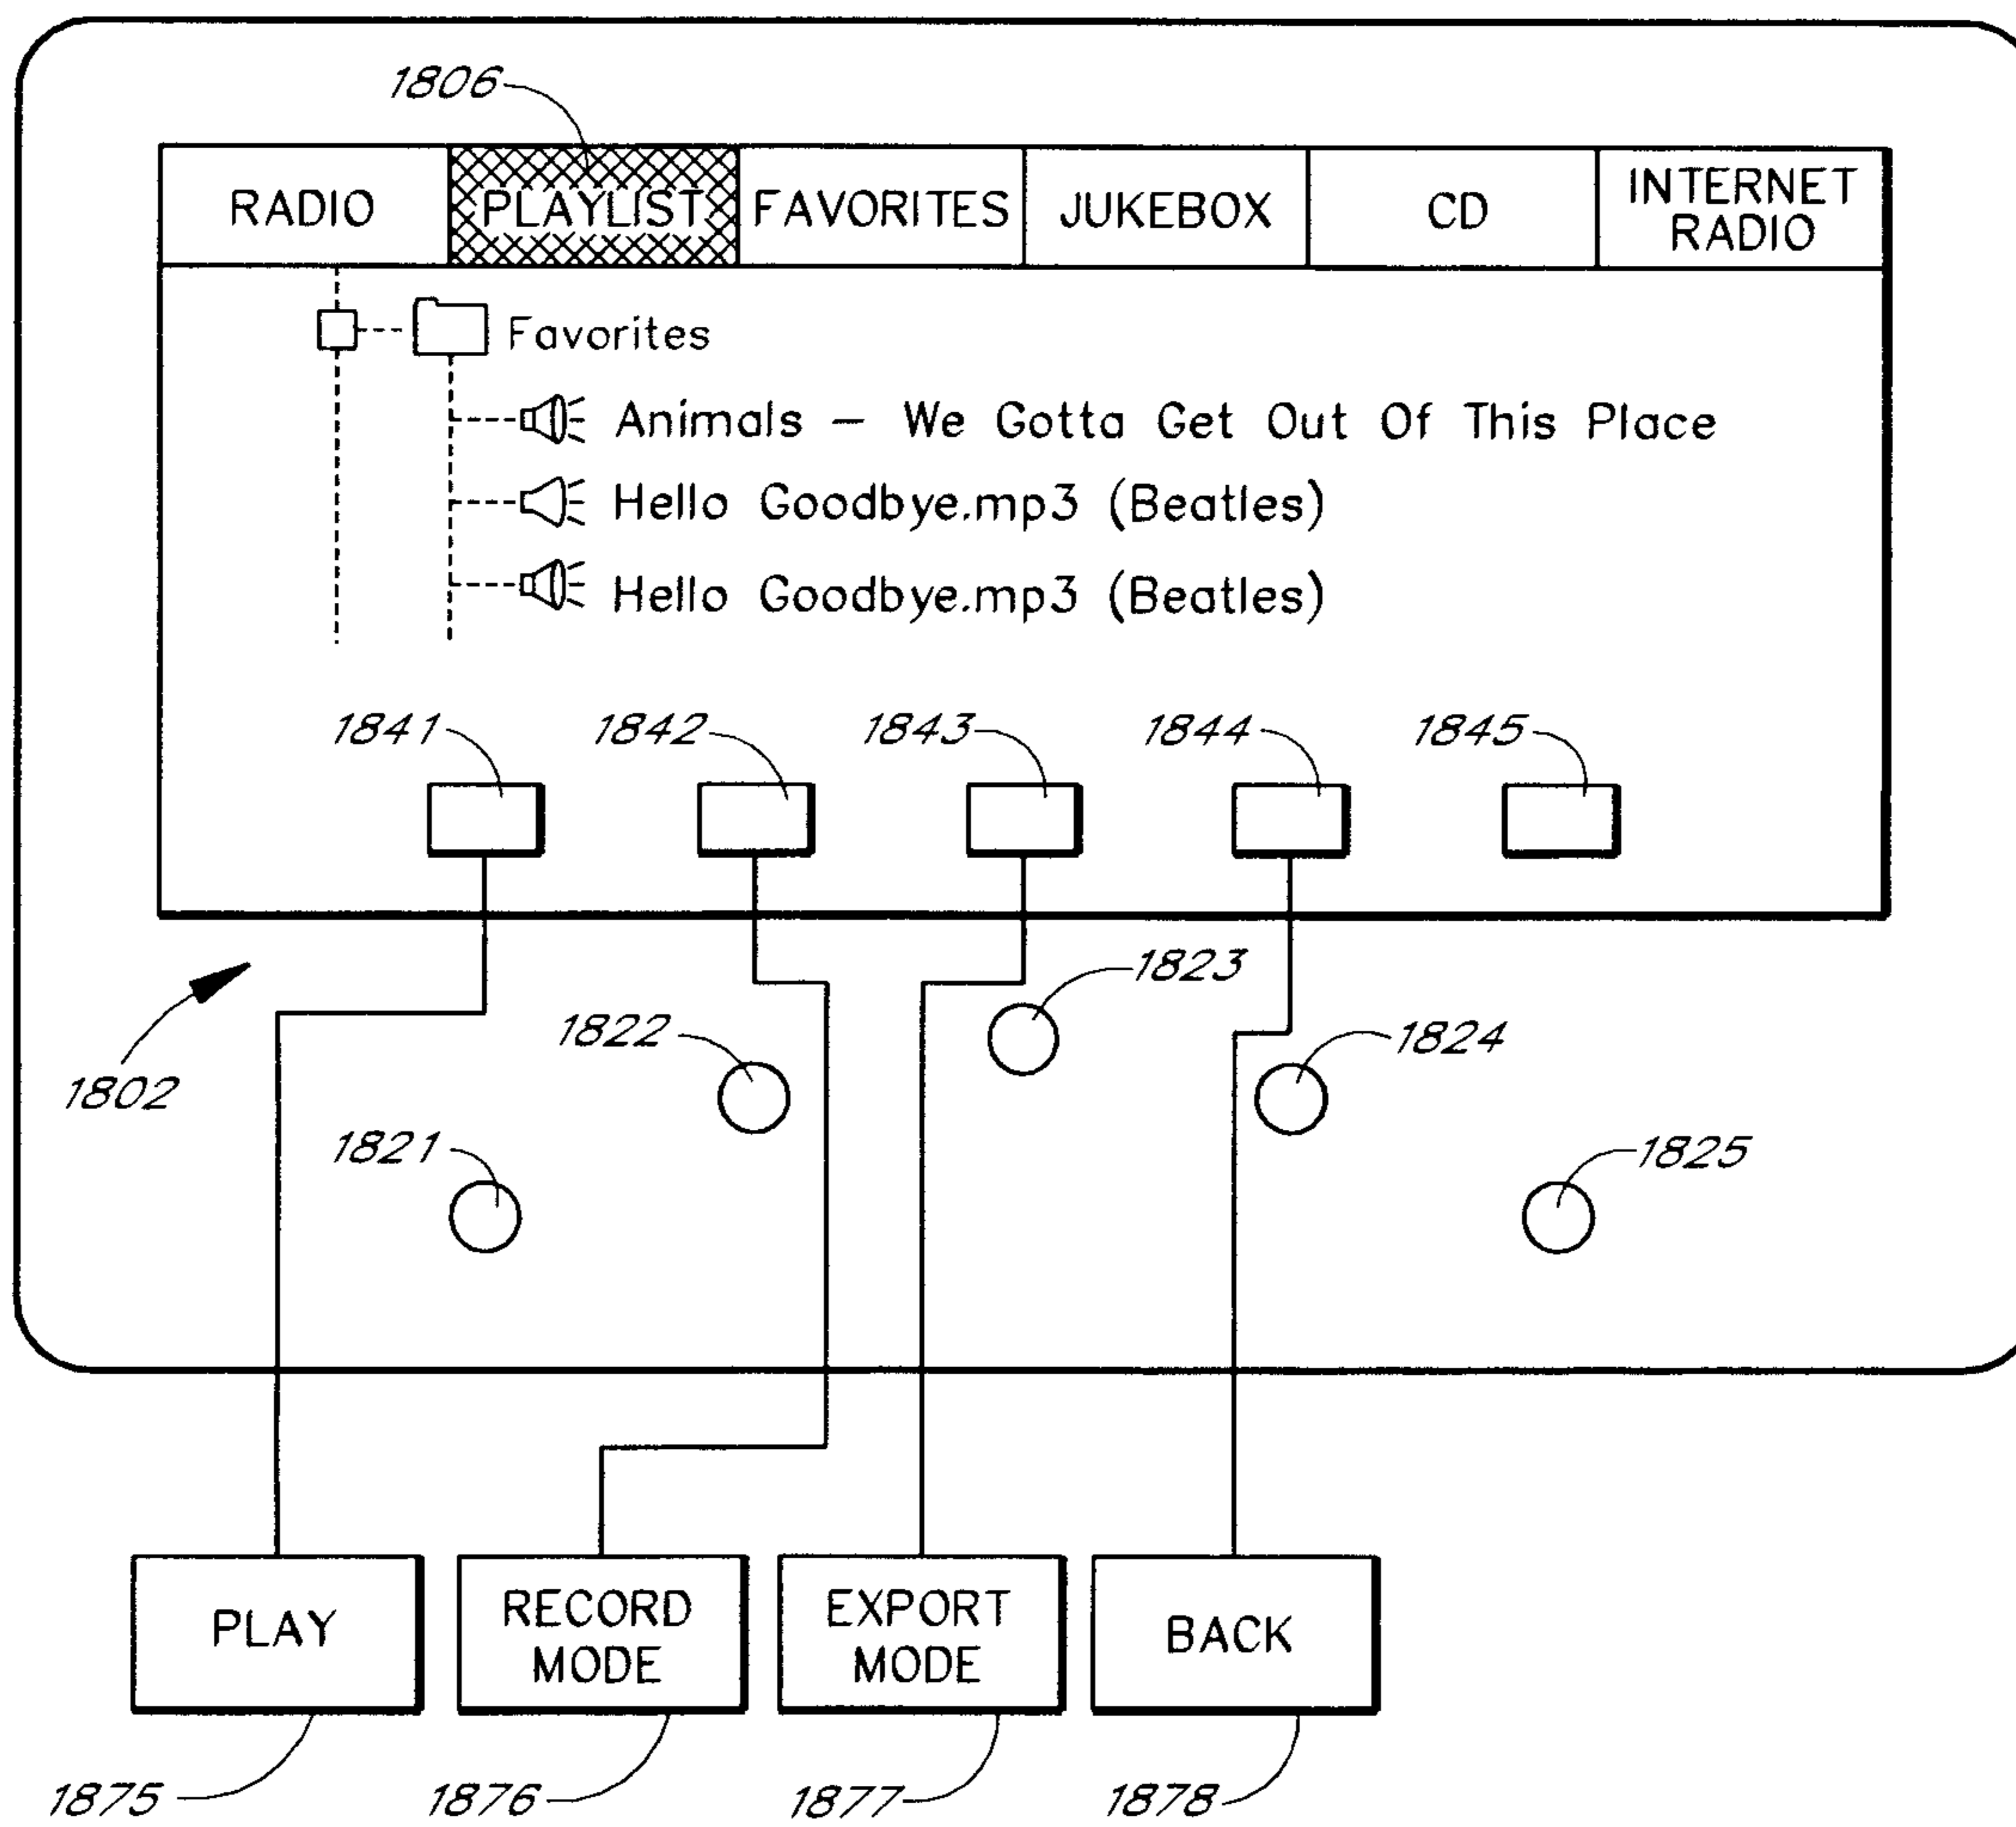 1806
RADIO PLAYLIST FAVORITES JUKEBOX CD INTERNET RADIO
Favorites
Animals – We Gotta Get Out Of This Place
Hello Goodbye.mp3 (Beatles)
Hello Goodbye.mp3 (Beatles)
1841 1842 1843 1844 1845
1823
1822 1824
1802
1821 1825
PLAY RECORD MODE EXPORT MODE BACK
1875 1876 1877 1878